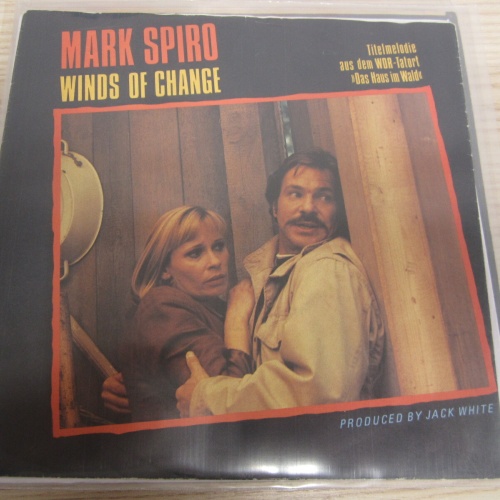 MARK SPIRO
WINDS OF CHANGE
Titelmelodie
aus dem WDR-Tatort
»Das Haus im Wald«
PRODUCED BY JACK WHITE